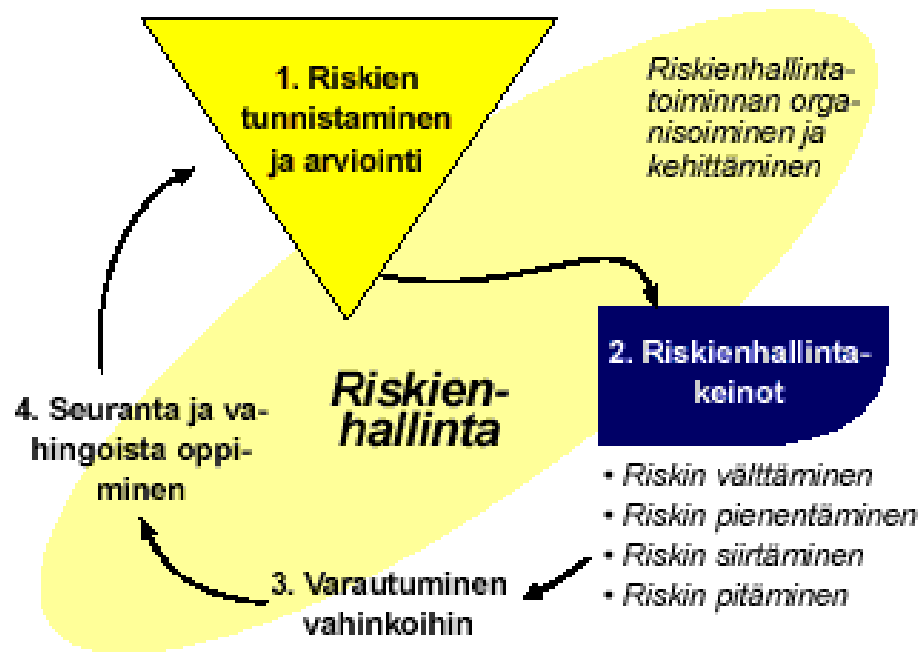 1. Riskien
tunnistaminen
ja arviointi
Riskienhallinta-
toiminnan orga-
nisoiminen ja
kehittäminen
2. Riskienhallinta-
keinot
• Riskin välttäminen
• Riskin pienentäminen
• Riskin siirtäminen
• Riskin pitäminen
3. Varautuminen
vahinkoihin
4. Seuranta ja va-
hingoista oppi-
minen
Riskien-
hallinta